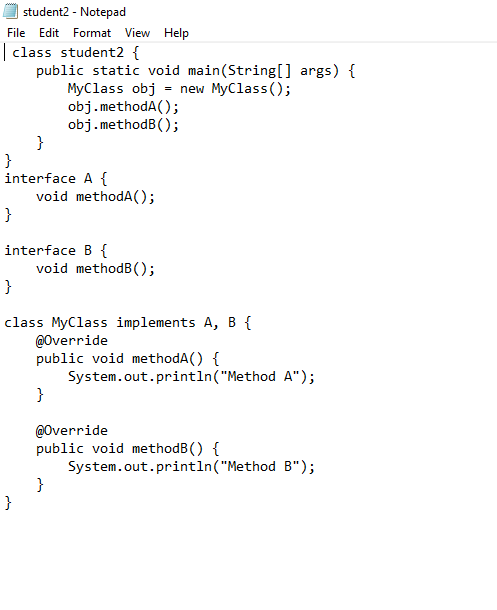 student2 - Notepad
File Edit Format View Help
class student2 {
    public static void main(String[] args) {
        MyClass obj = new MyClass();
        obj.methodA();
        obj.methodB();
    }
}
interface A {
    void methodA();
}

interface B {
    void methodB();
}

class MyClass implements A, B {
    @Override
    public void methodA() {
        System.out.println("Method A");
    }

    @Override
    public void methodB() {
        System.out.println("Method B");
    }
}